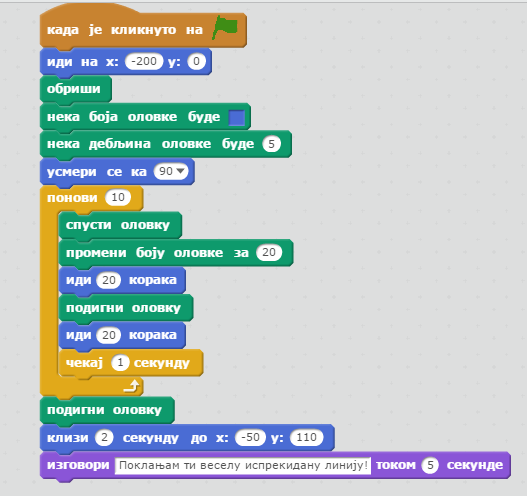 када је кликнуто на
иди на x: -200 y: 0
обриши
нека боја оловке буде
нека дебљина оловке буде 5
усмери се ка 90
понови 10
спусти оловку
промени боју оловке за 20
иди 20 корака
подигни оловку
иди 20 корака
чекај 1 секунду
подигни оловку
клизи 2 секунду до x: -50 y: 110
изговори Поклањам ти веселу испрекидану линију! током 5 секунде